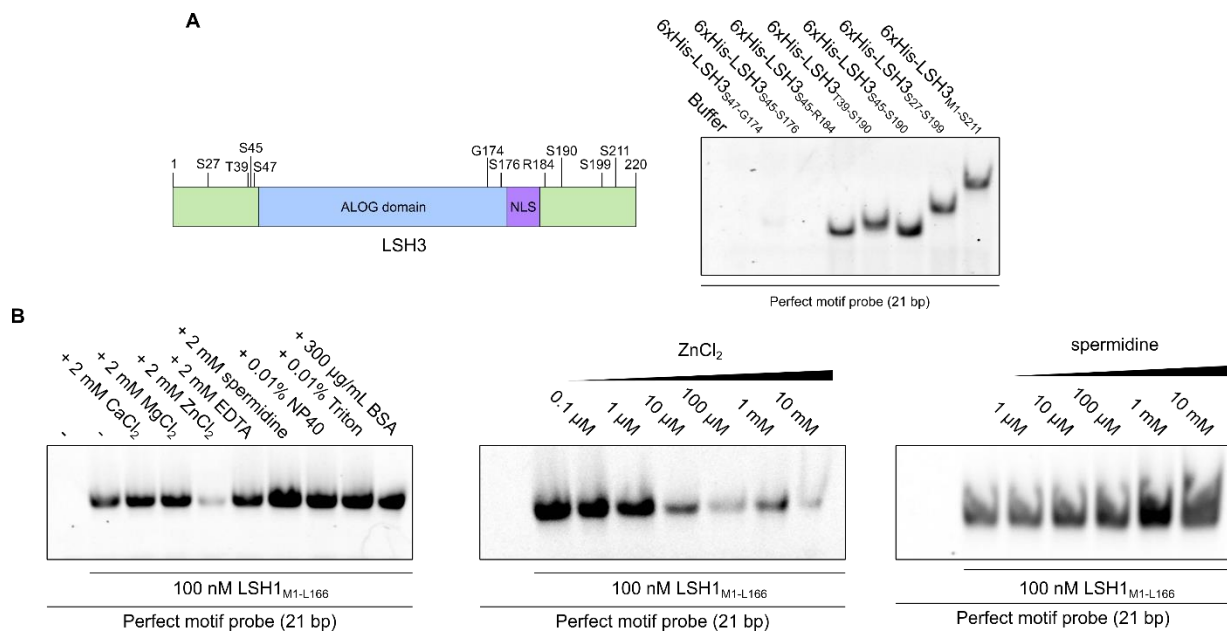 A
1
S27
T39
S45
S47
G174
S176
R184
S190
S199
S211
220
ALOG domain
NLS
LSH3
Buffer
6xHis-LSH3S47-G174
6xHis-LSH3S45-S176
6xHis-LSH3S45-R184
6xHis-LSH3T39-S190
6xHis-LSH3S45-S190
6xHis-LSH3S27-S199
6xHis-LSH3M1-S211
Perfect motif probe (21 bp)
B
-
-
+ 2 mM CaCl2
+ 2 mM MgCl2
+ 2 mM ZnCl2
+ 2 mM EDTA
+ 2 mM spermidine
+ 0.01% NP40
+ 0.01% Triton
+ 300 µg/mL BSA
100 nM LSH1M1-L166
Perfect motif probe (21 bp)
ZnCl2
0.1 µM
1 µM
10 µM
100 µM
1 mM
10 mM
100 nM LSH1M1-L166
Perfect motif probe (21 bp)
spermidine
1 µM
10 µM
100 µM
1 mM
10 mM
100 nM LSH1M1-L166
Perfect motif probe (21 bp)